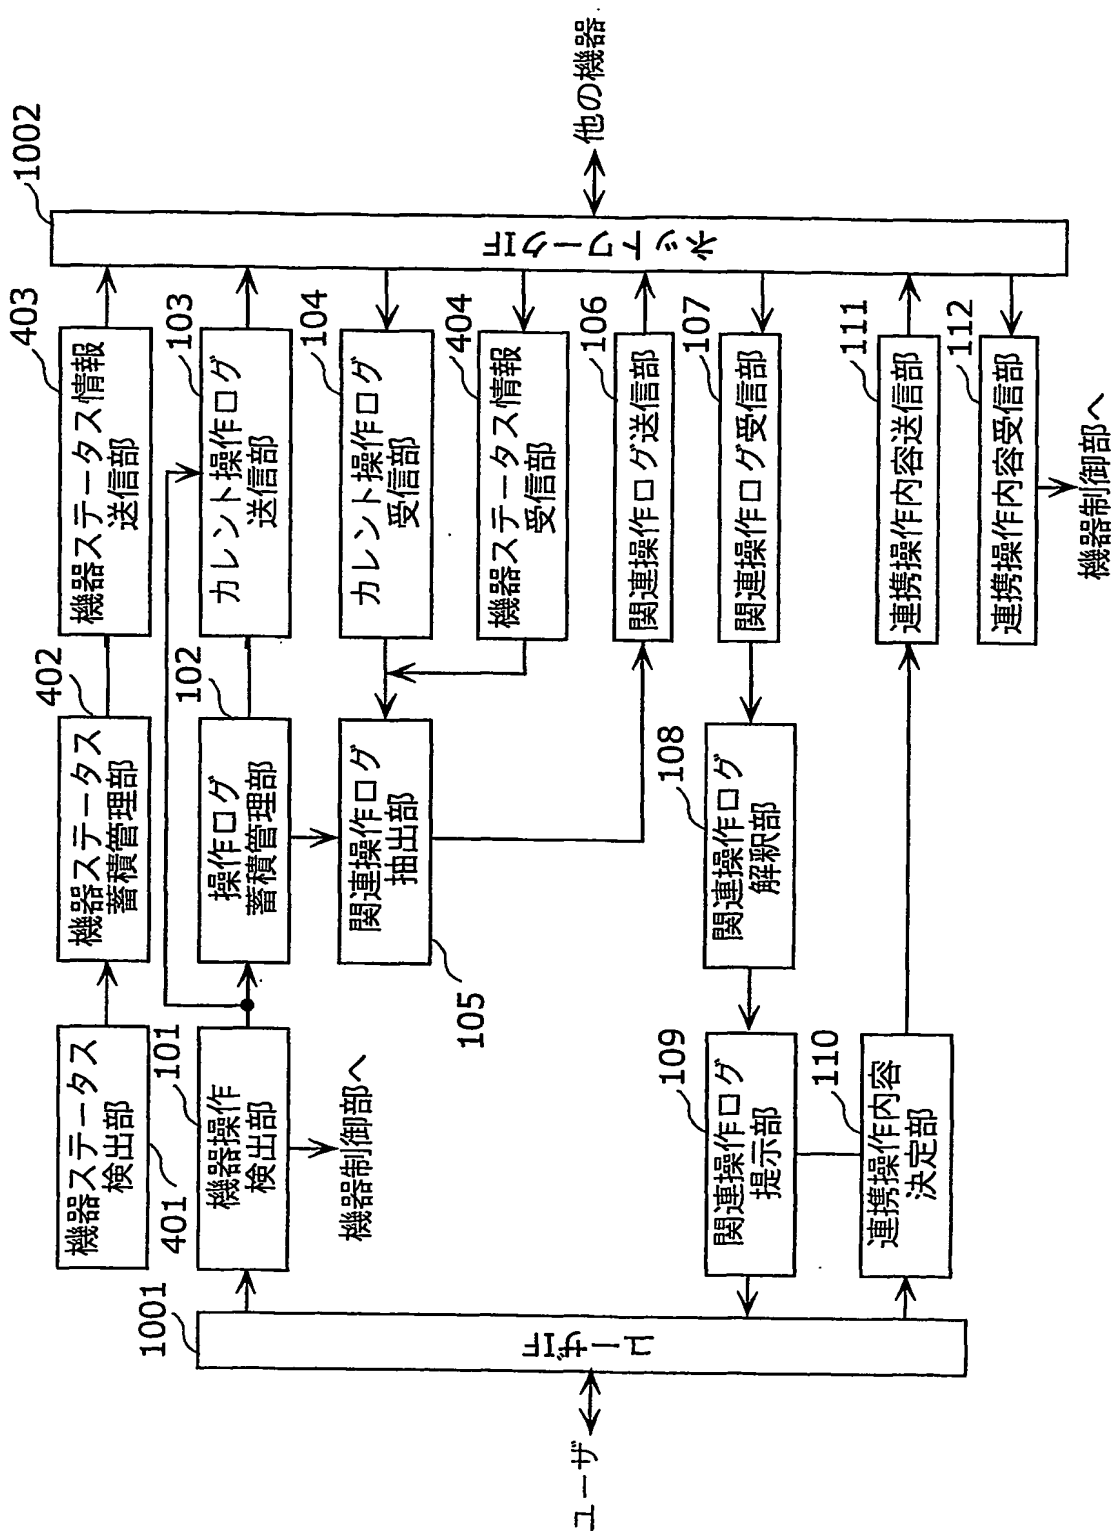 1002
403
機器ステータス情報
送信部
402
機器ステータス
蓄積管理部
機器ステータス
検出部
401
103
カレント操作ログ
送信部
102
操作ログ
蓄積管理部
101
機器操作
検出部
機器制御部へ
1001
ユーザIF
ユーザ
ネットワークIF
他の機器
104
カレント操作ログ
受信部
404
機器ステータス情報
受信部
関連操作ログ
抽出部
105
106
関連操作ログ送信部
107
関連操作ログ受信部
108
関連操作ログ
解釈部
109
関連操作ログ
提示部
110
連携操作内容
決定部
111
連携操作内容送信部
112
連携操作内容受信部
機器制御部へ